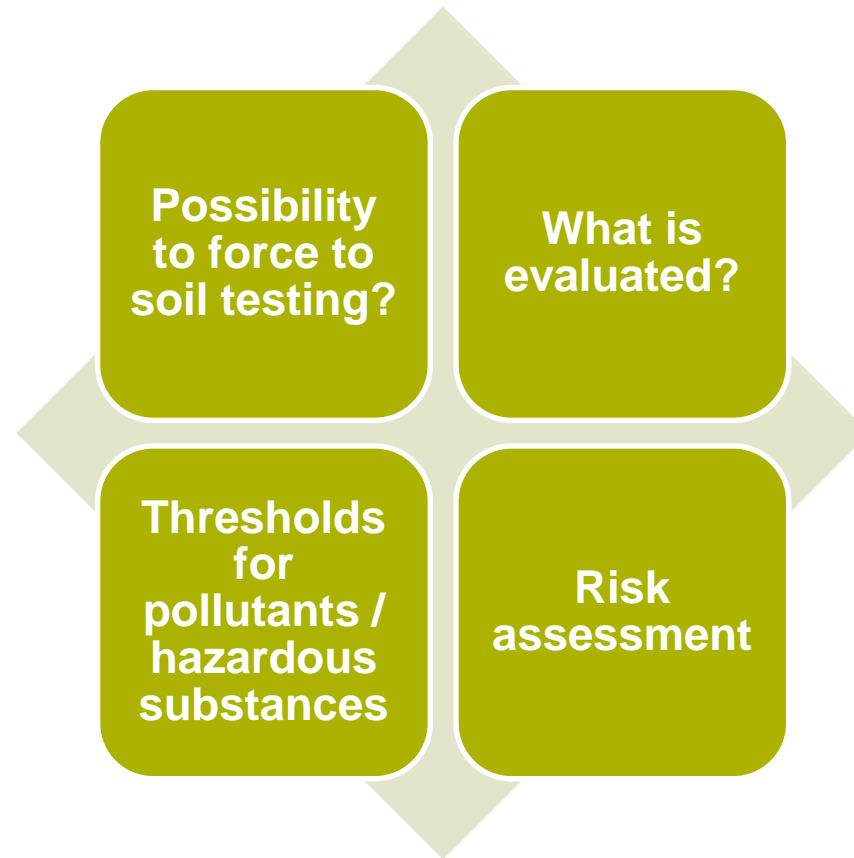 Possibility
to force to
soil testing?
What is
evaluated?
Thresholds
for
pollutants /
hazardous
substances
Risk
assessment